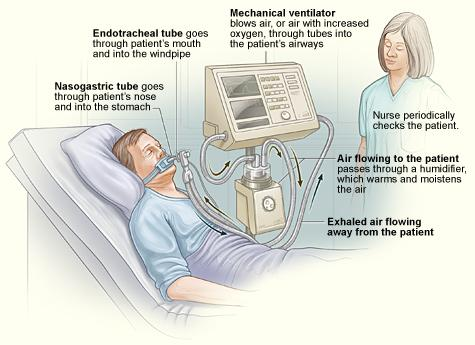 Mechanical ventilator
blows air, or air with increased
oxygen, through tubes into
the patient's airways
Endotracheal tube goes
through patient's mouth
and into the windpipe
Nasogastric tube goes
through patient's nose
and into the stomach
Nurse periodically
checks the patient.
Air flowing to the patient
passes through a humidifier,
which warms and moistens
the air
Exhaled air flowing
away from the patient